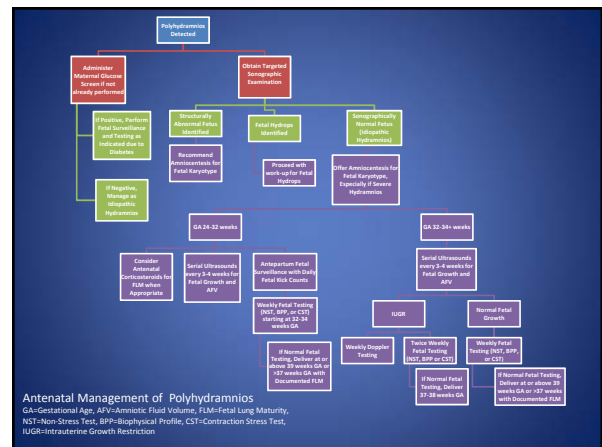 Polyhydramnios
Detected
Administer
Maternal Glucose
Screen if not
already performed
Obtain Targeted
Sonographic
Examination
If Positive, Perform
Fetal Surveillance
and Testing as
Indicated due to
Diabetes
If Negative,
Manage as
Idiopathic
Hydramnios
Structurally
Abnormal Fetus
Identified
Fetal Hydrops
Identified
Sonographically
Normal Fetus
(Idiopathic
Hydramnios)
Recommend
Amniocentesis for
Fetal Karyotype
Proceed wth
work-up for Fetal
Hydrops
Offer Amniocentesis for
Fetal Karyotype,
Especially if Severe
Hydramnios
GA 24-32 weeks
GA 32-34+ weeks
Consider
Antenatal
Corticosteroids for
FLM when
Appropriate
Serial Ultrasounds
every 3-4 weeks for
Fetal Growth and
AFV
Antepartum Fetal
Surveillance with Daily
Fetal Kick Counts
Weekly Fetal Testing
(NST, BPP, or CST)
starting at 32-34
weeks GA
If Normal Fetal
Testing, Deliver at or
above 39 weeks GA or
>37 weeks GA with
Documented FLM
Serial Ultrasounds
every 3-4 weeks for
Fetal Growth and
AFV
IUGR
Normal Fetal
Growth
Weekly Doppler
Testing
Twice Weekly
Fetal Testing
(NST, BPP or CST)
If Normal Fetal
Testing, Deliver
37-38 weeks GA
Weekly Fetal
Testing (NST, BPP,
or CST)
If Normal Fetal Testing,
Deliver at or above 39
weeks GA or >37 weeks
with Documented FLM
Antenatal Management of Polyhydramnios
GA=Gestational Age, AFV=Amniotic Fluid Volume, FLM=Fetal Lung Maturity,
NST=Non-Stress Test, BPP=Biophysical Profile, CST=Contraction Stress Test,
IUGR=Intrauterine Growth Restriction